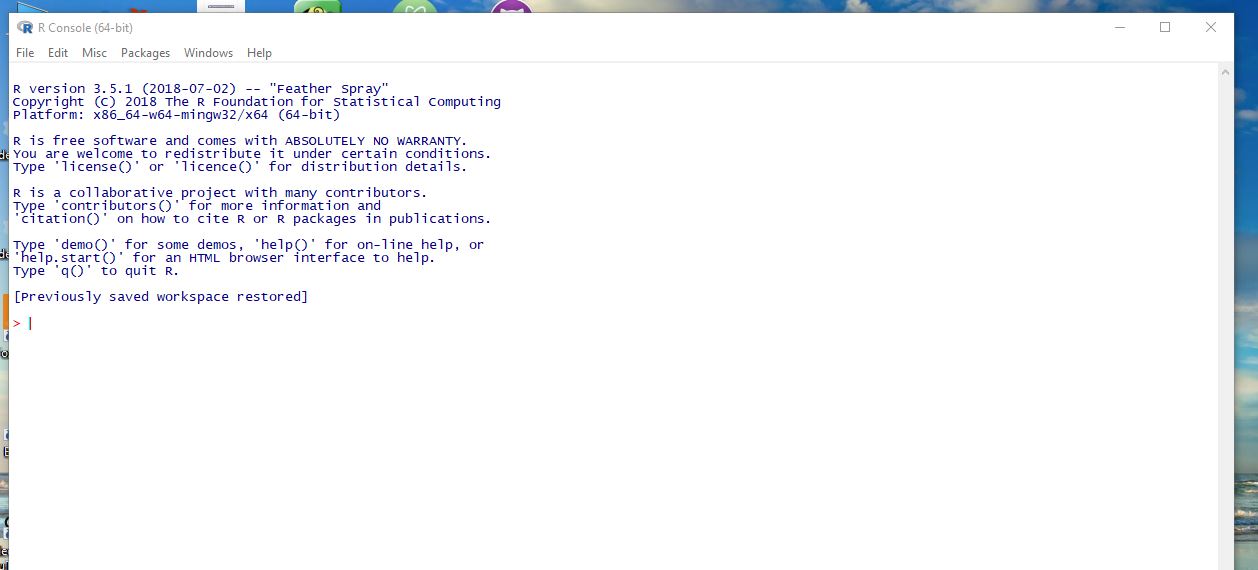 R Console (64-bit)
File Edit Misc Packages Windows Help
R version 3.5.1 (2018-07-02) -- "Feather Spray"
Copyright (C) 2018 The R Foundation for Statistical Computing
Platform: x86_64-w64-mingw32/x64 (64-bit)
R is free software and comes with ABSOLUTELY NO WARRANTY.
You are welcome to redistribute it under certain conditions.
Type 'license()' or 'licence()' for distribution details.
R is a collaborative project with many contributors.
Type 'contributors()' for more information and
'citation()' on how to cite R or R packages in publications.
Type 'demo()' for some demos, 'help()' for on-line help, or
'help.start()' for an HTML browser interface to help.
Type 'q()' to quit R.
[Previously saved workspace restored]
>